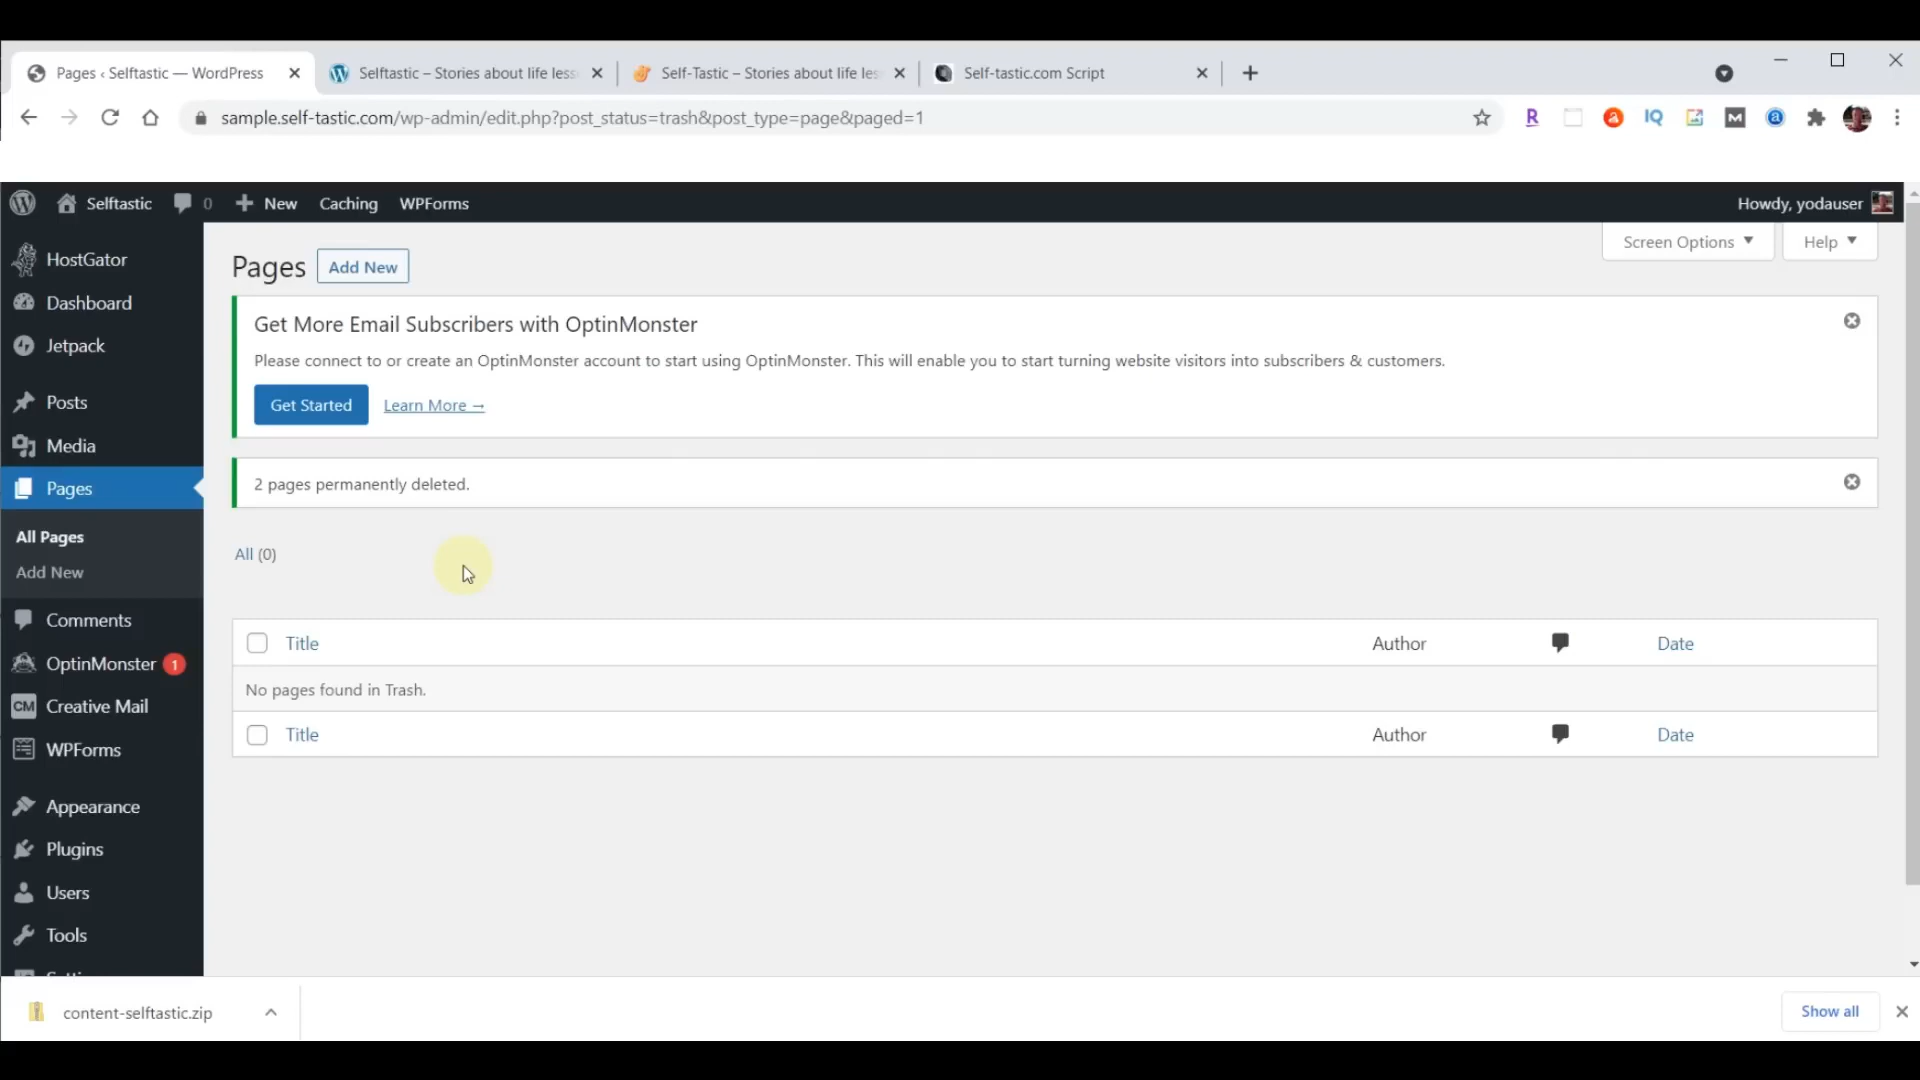 Pages ‹ Selftastic — WordPress
Selftastic – Stories about life less
Self-Tastic – Stories about life les
Self-tastic.com Script
sample.self-tastic.com/wp-admin/edit.php?post_status=trash&post_type=page&paged=1
R
a
IQ
M
a
Selftastic
0
New
Caching
WPForms
Howdy, yodauser
HostGator
Dashboard
Jetpack
Posts
Media
Pages
All Pages
Add New
Comments
OptinMonster 1
CM Creative Mail
WPForms
Appearance
Plugins
Users
Tools
Screen Options
Help
Pages
Add New
Get More Email Subscribers with OptinMonster
Please connect to or create an OptinMonster account to start using OptinMonster. This will enable you to start turning website visitors into subscribers & customers.
Get Started
Learn More →
2 pages permanently deleted.
All (0)
Title Author Date
No pages found in Trash.
Title Author Date
content-selftastic.zip
Show all